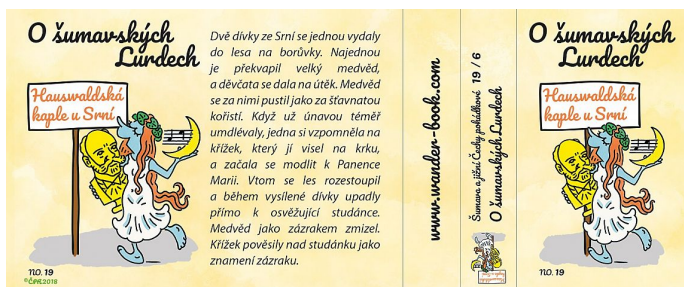 O šumavských
Lurdech
Hauswaldská
kaple u Srní
NO. 19
©ČPR 2018
Dvě dívky ze Srní se jednou vydaly
do lesa na borůvky. Najednou
je překvapil velký medvěd,
a děvčata se dala na útěk. Medvěd
se za nimi pustil jako za šťavnatou
kořistí. Když už únavou téměř
umdlévaly, jedna si vzpomněla na
křížek, který jí visel na krku,
a začala se modlit k Panence
Marii. Vtom se les rozestoupil
a během vysílené dívky upadly
přímo k osvěžující studánce.
Medvěd jako zázrakem zmizel.
Křížek pověsily nad studánku jako
znamení zázraku.
www.wander-book.com
Šumava a jižní Čechy pohádkové 19 / 6
O šumavských Lurdech
O šumavských
Lurdech
Hauswaldská
kaple u Srní
NO. 19